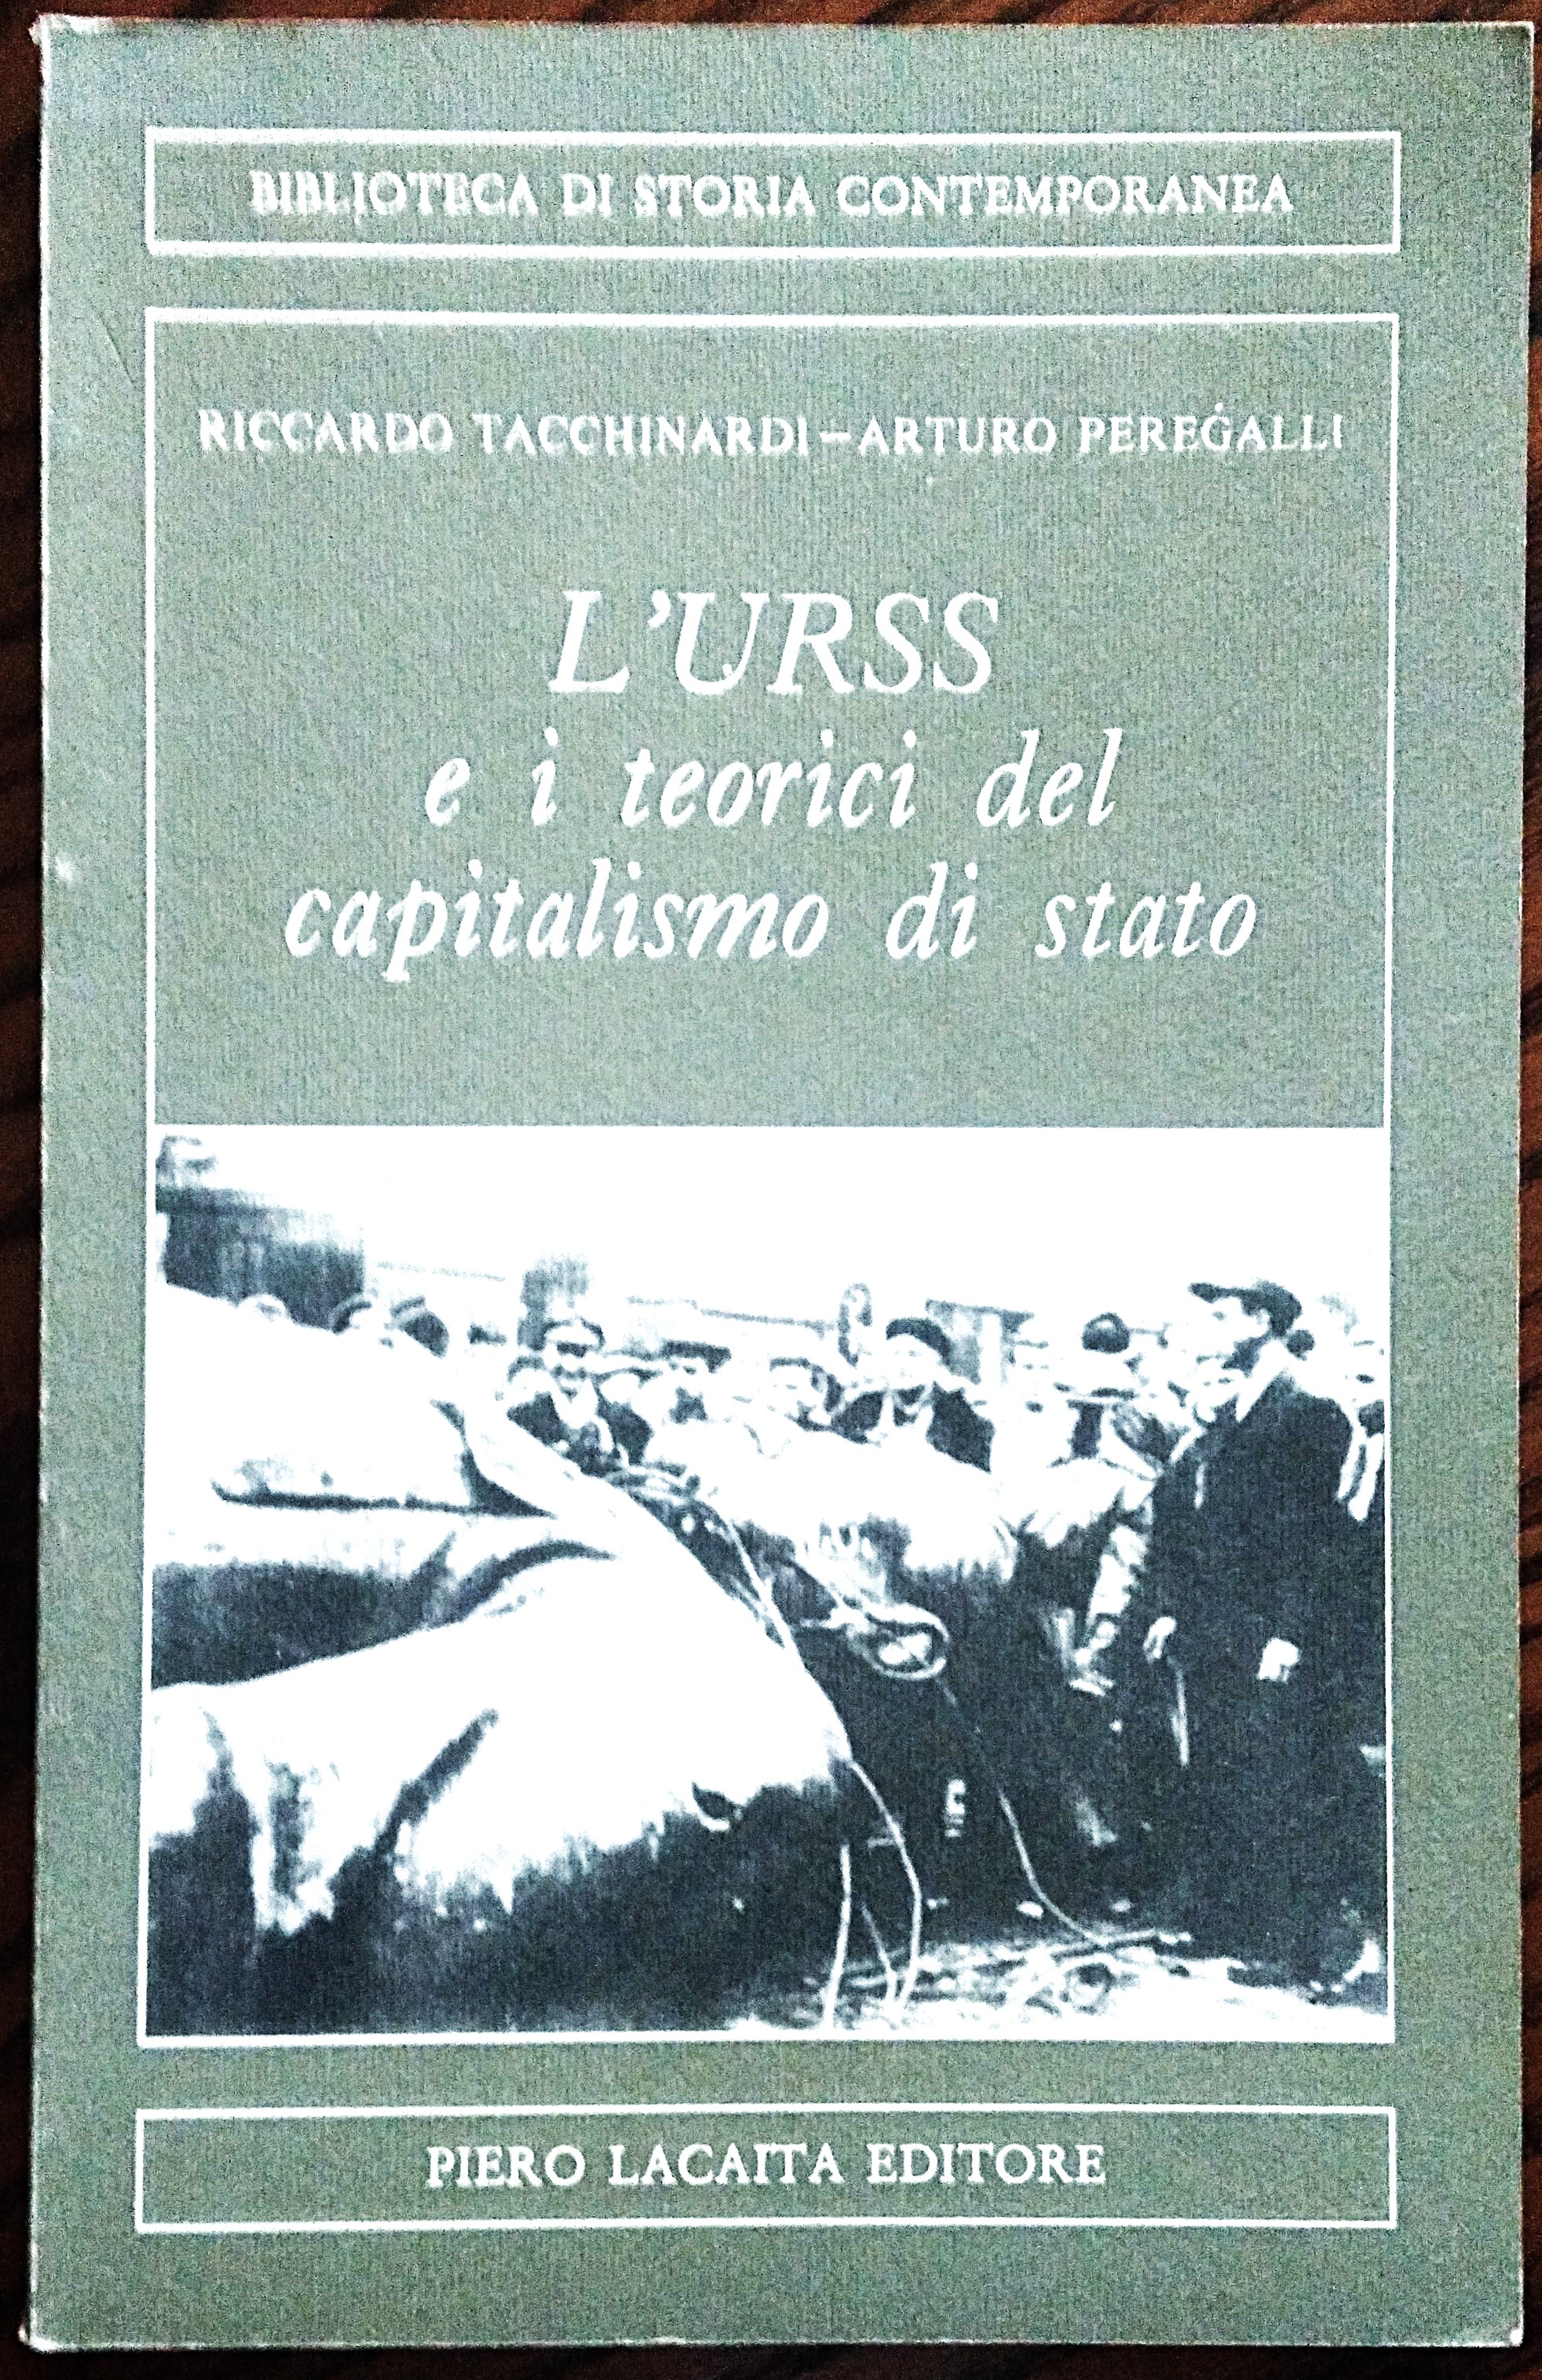 BIBLIOTECA DI STORIA CONTEMPORANEA
RICCARDO TACCHINARDI – ARTURO PEREGALLI
L'URSS
e i teorici del
capitalismo di stato
PIERO LACAITA EDITORE